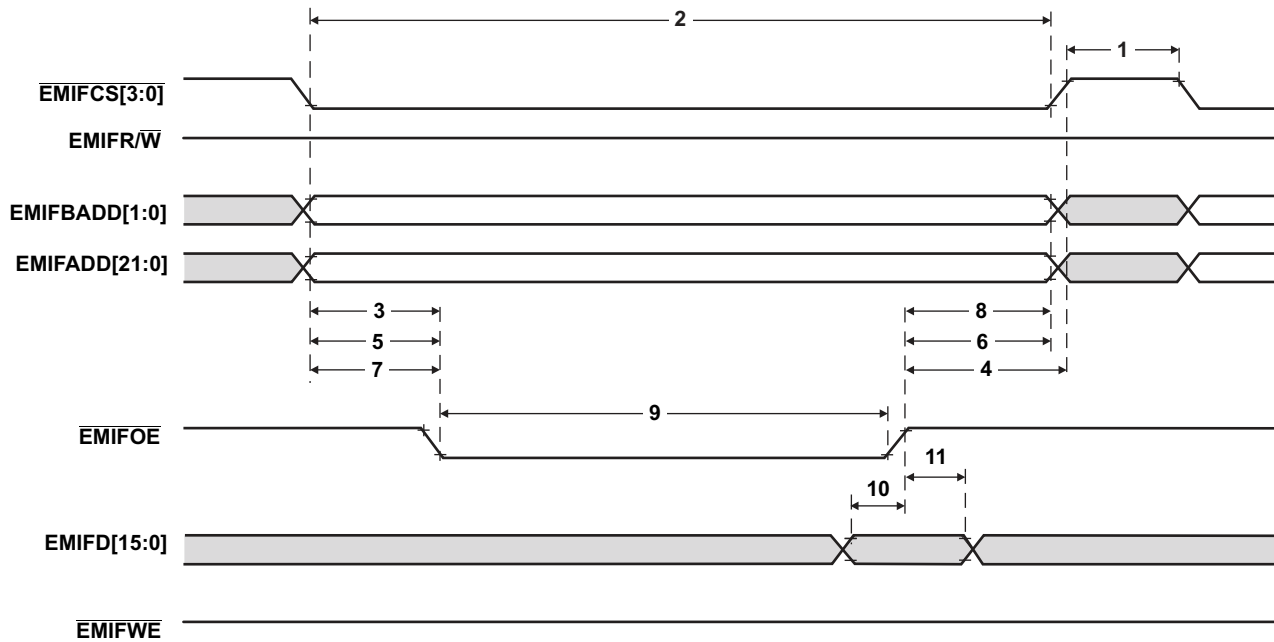 2
1
EMIFCS[3:0]
EMIFR/W
EMIFBADD[1:0]
EMIFADD[21:0]
3
8
5
6
7
4
9
EMIFOE
11
10
EMIFD[15:0]
EMIFWE